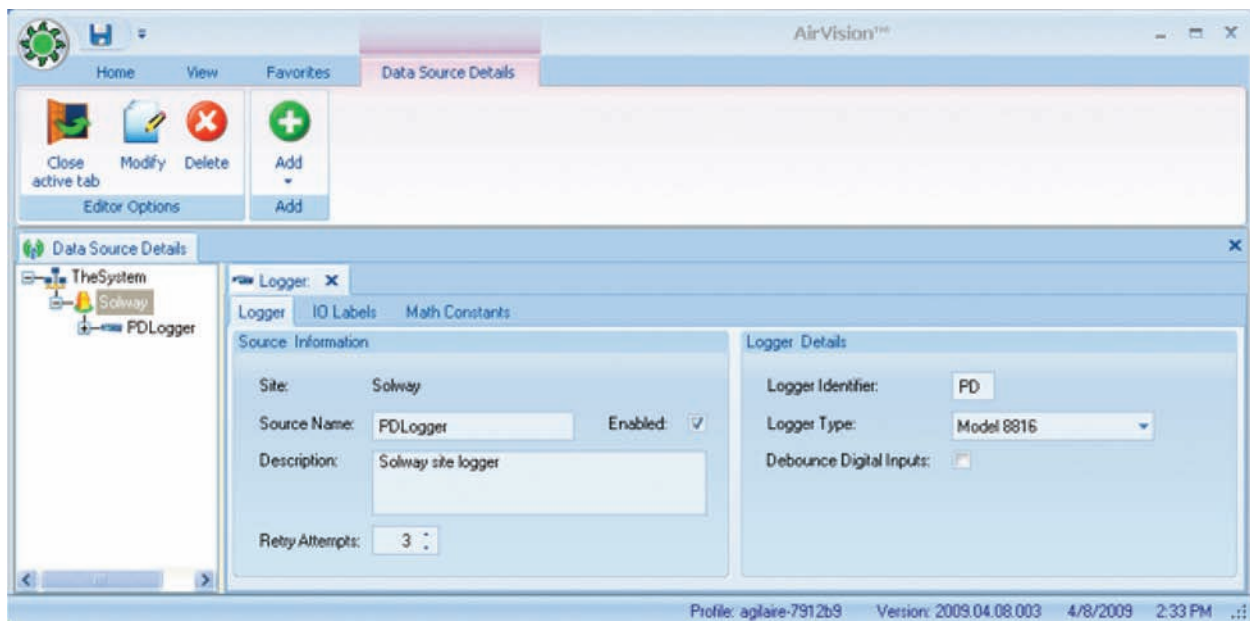 AirVision™
Home View Favorites Data Source Details
Close active tab
Modify
Delete
Add
Editor Options
Add
Data Source Details
TheSystem
Solway
PDLogger
Logger:
Logger IO Labels Math Constants
Source Information
Site: Solway
Source Name: PDLogger Enabled:
Description: Solway site logger
Retry Attempts: 3
Logger Details
Logger Identifier: PD
Logger Type: Model 8816
Debounce Digital Inputs:
Profile: agilaire-7912b9 Version: 2009.04.08.003 4/8/2009 2:33 PM